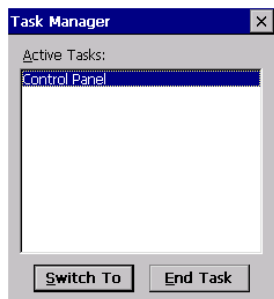 Task Manager
Active Tasks:
Control Panel
Switch To
End Task